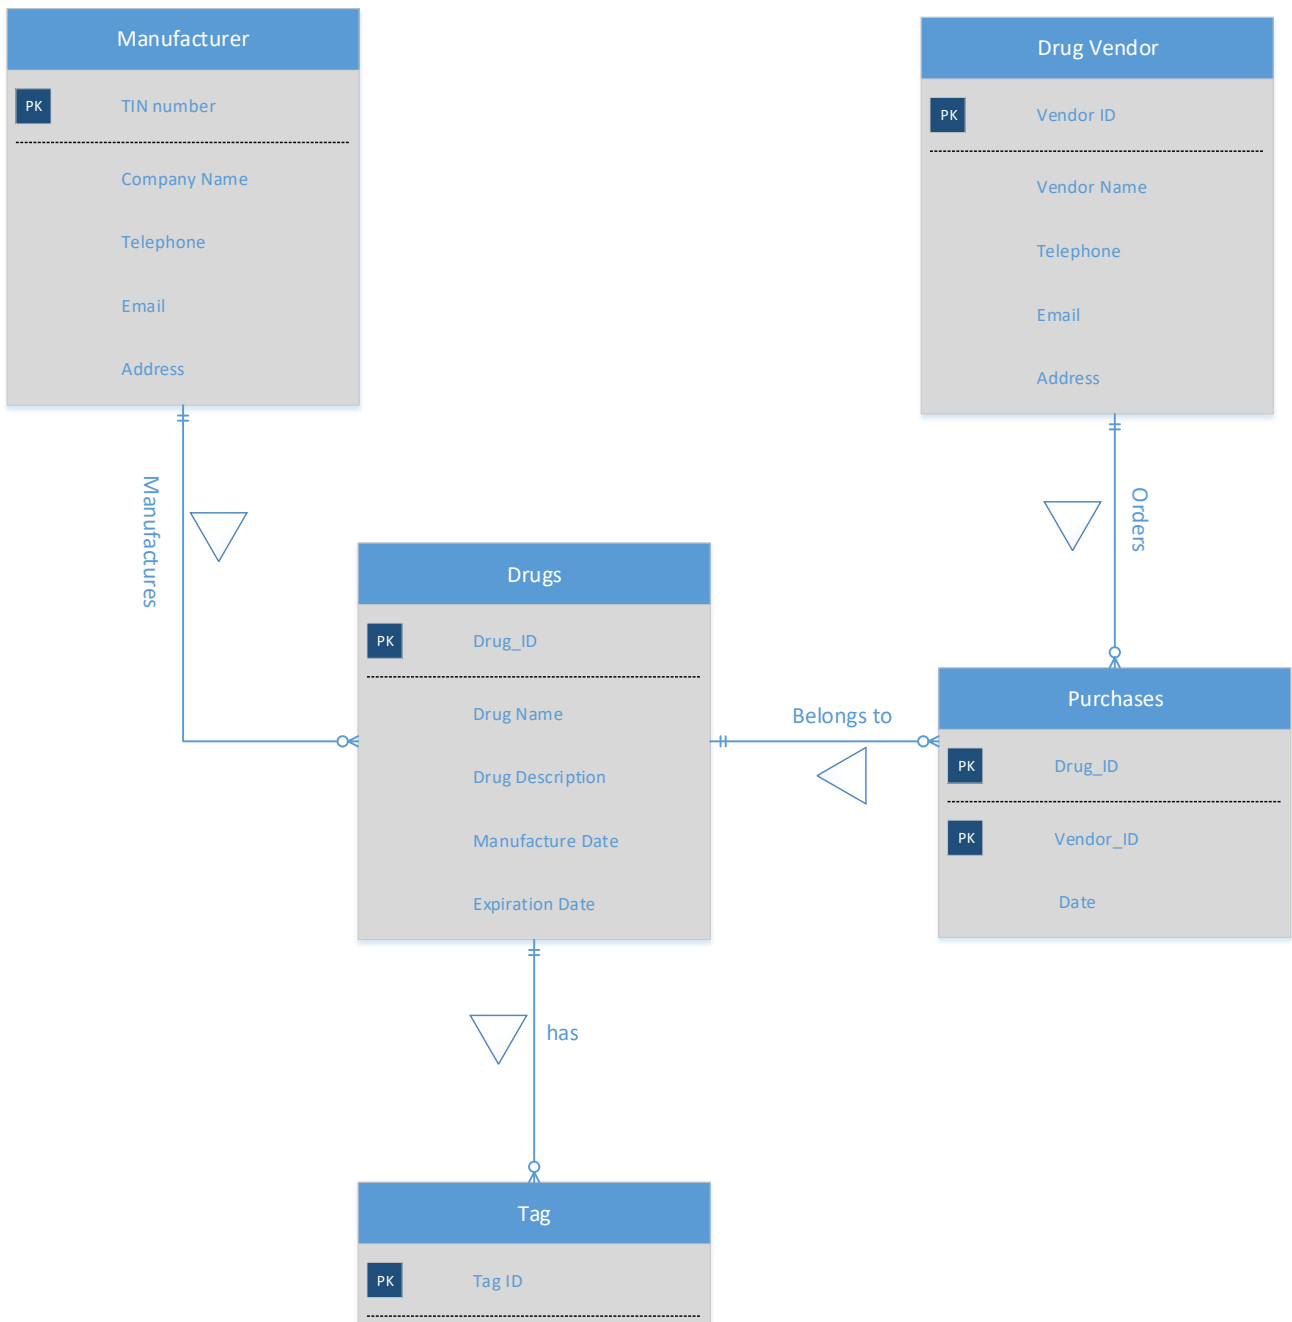 Manufacturer
PK TIN number
Company Name
Telephone
Email
Address
Drug Vendor
PK Vendor ID
Vendor Name
Telephone
Email
Address
Manufactures
Orders
Drugs
PK Drug_ID
Drug Name
Drug Description
Manufacture Date
Expiration Date
Belongs to
Purchases
PK Drug_ID
PK Vendor_ID
Date
has
Tag
PK Tag ID